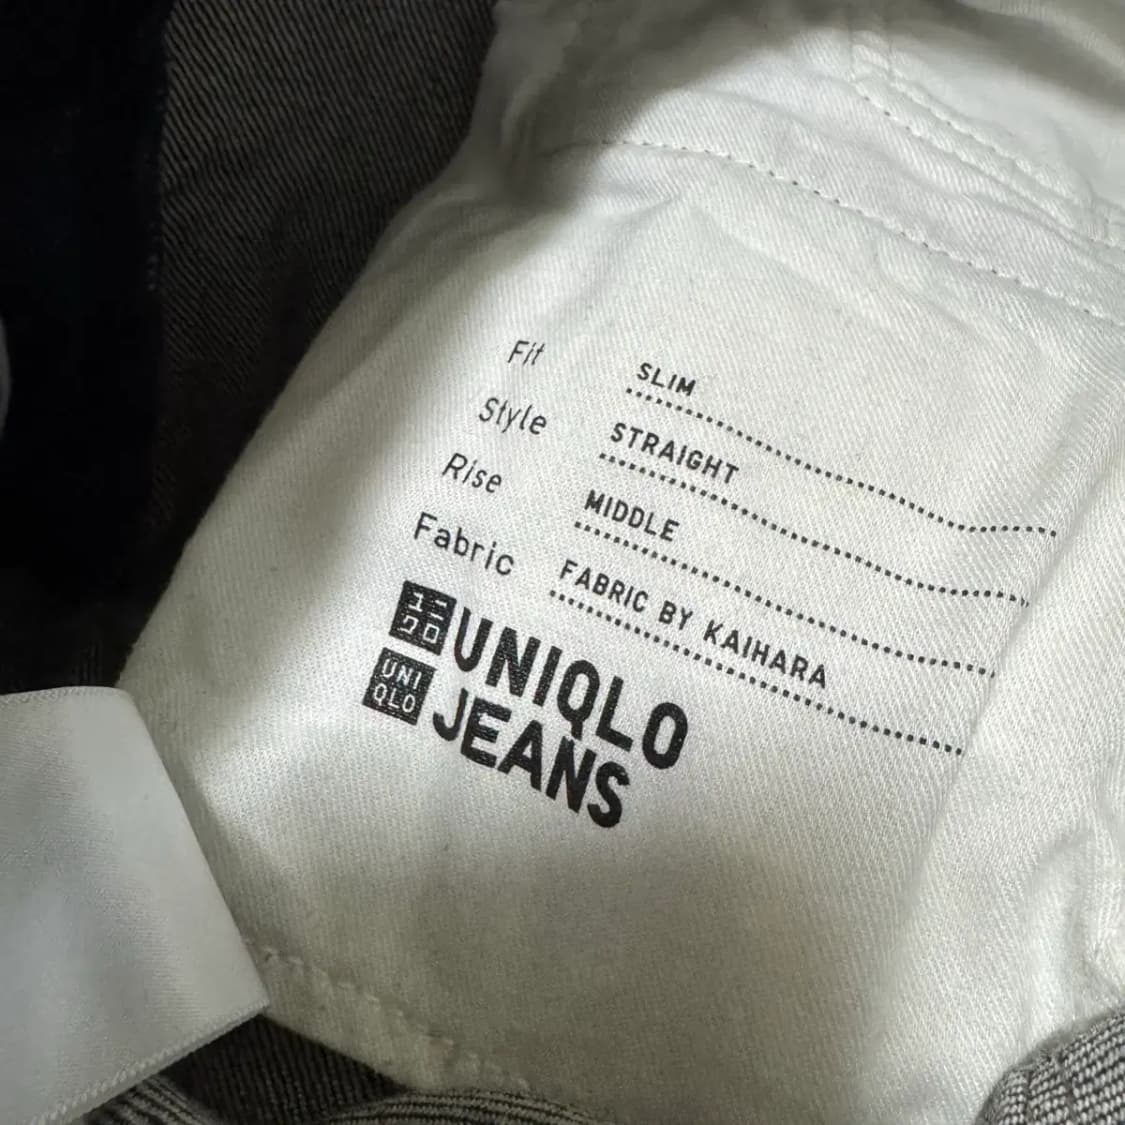 Fit SLIM
Style STRAIGHT
Rise MIDDLE
Fabric FABRIC BY KAIHARA
ユニ
クロ
UNI
QLO
UNIQLO
JEANS